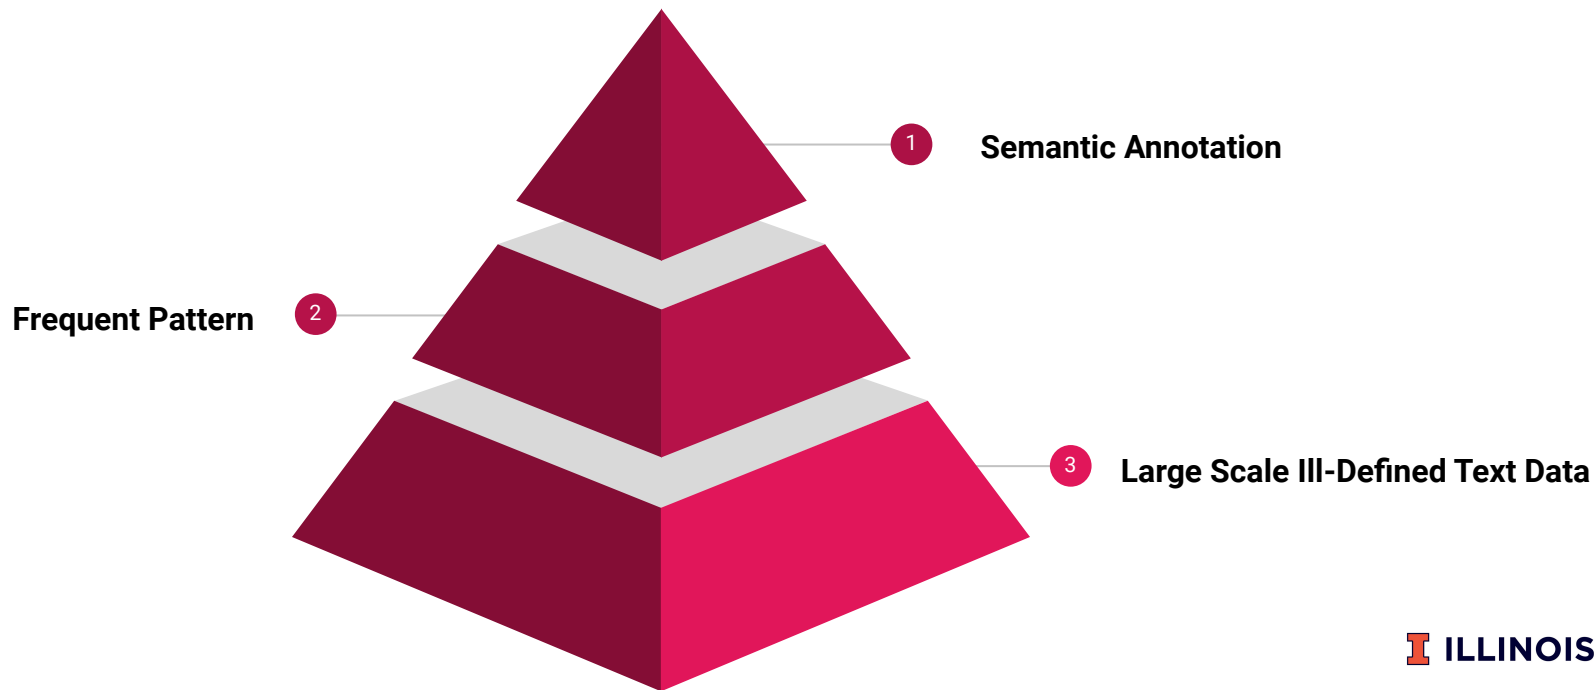 1
Semantic Annotation
2
Frequent Pattern
3
Large Scale Ill-Defined Text Data
I ILLINOIS